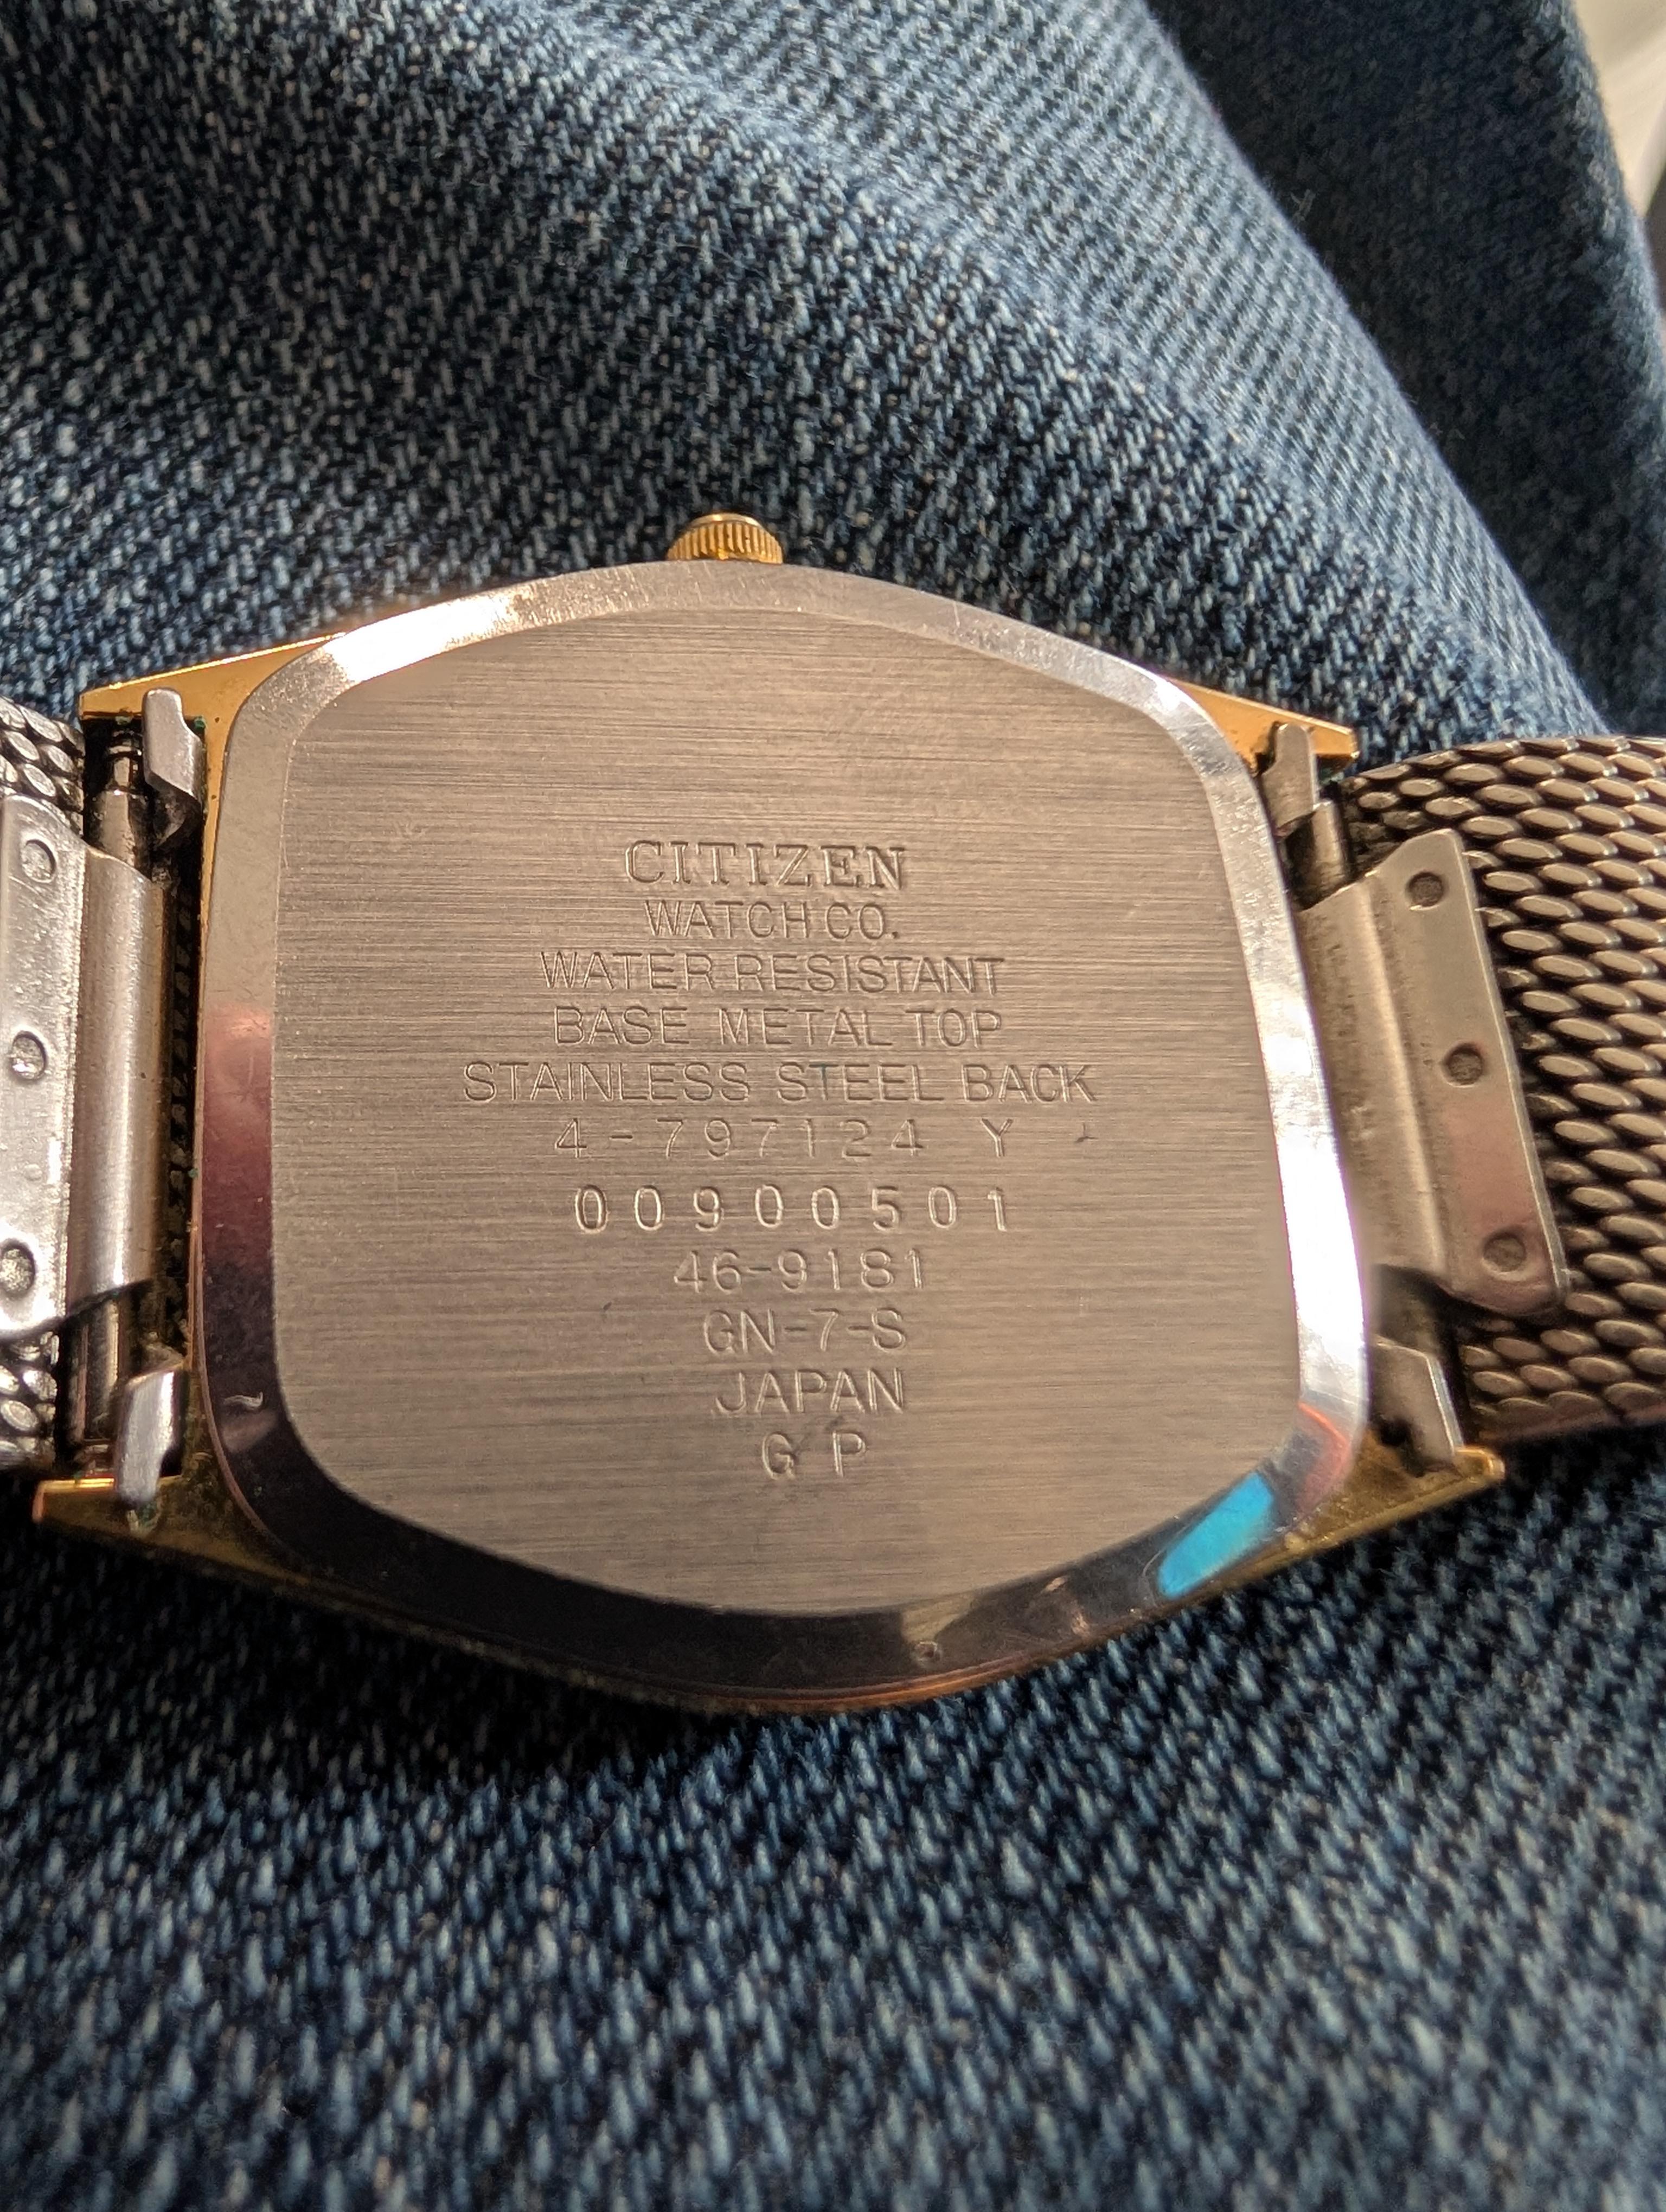 CITIZEN
WATCH CO.
WATER RESISTANT
BASE METAL TOP
STAINLESS STEEL BACK
4-797124 Y
00900501
46-9181
GN-7-S
JAPAN
G P